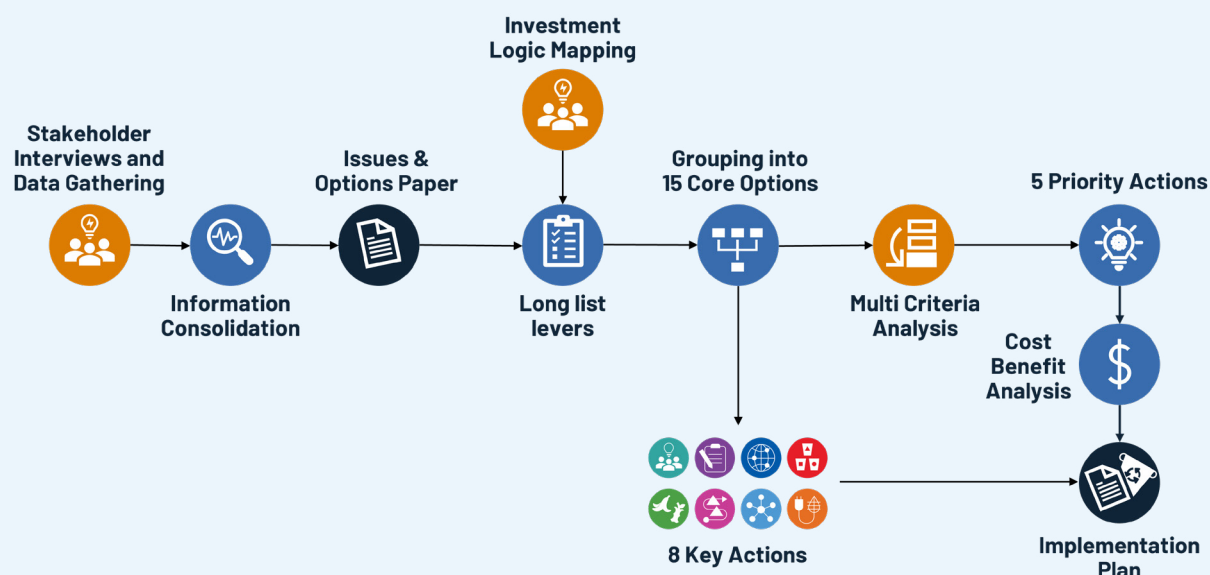 Investment
Logic Mapping
Stakeholder
Interviews and
Data Gathering
Issues &
Options Paper
Grouping into
15 Core Options
5 Priority Actions
Information
Consolidation
Long list
levers
Multi Criteria
Analysis
Cost
Benefit
Analysis
$
8 Key Actions
Implementation
Plan